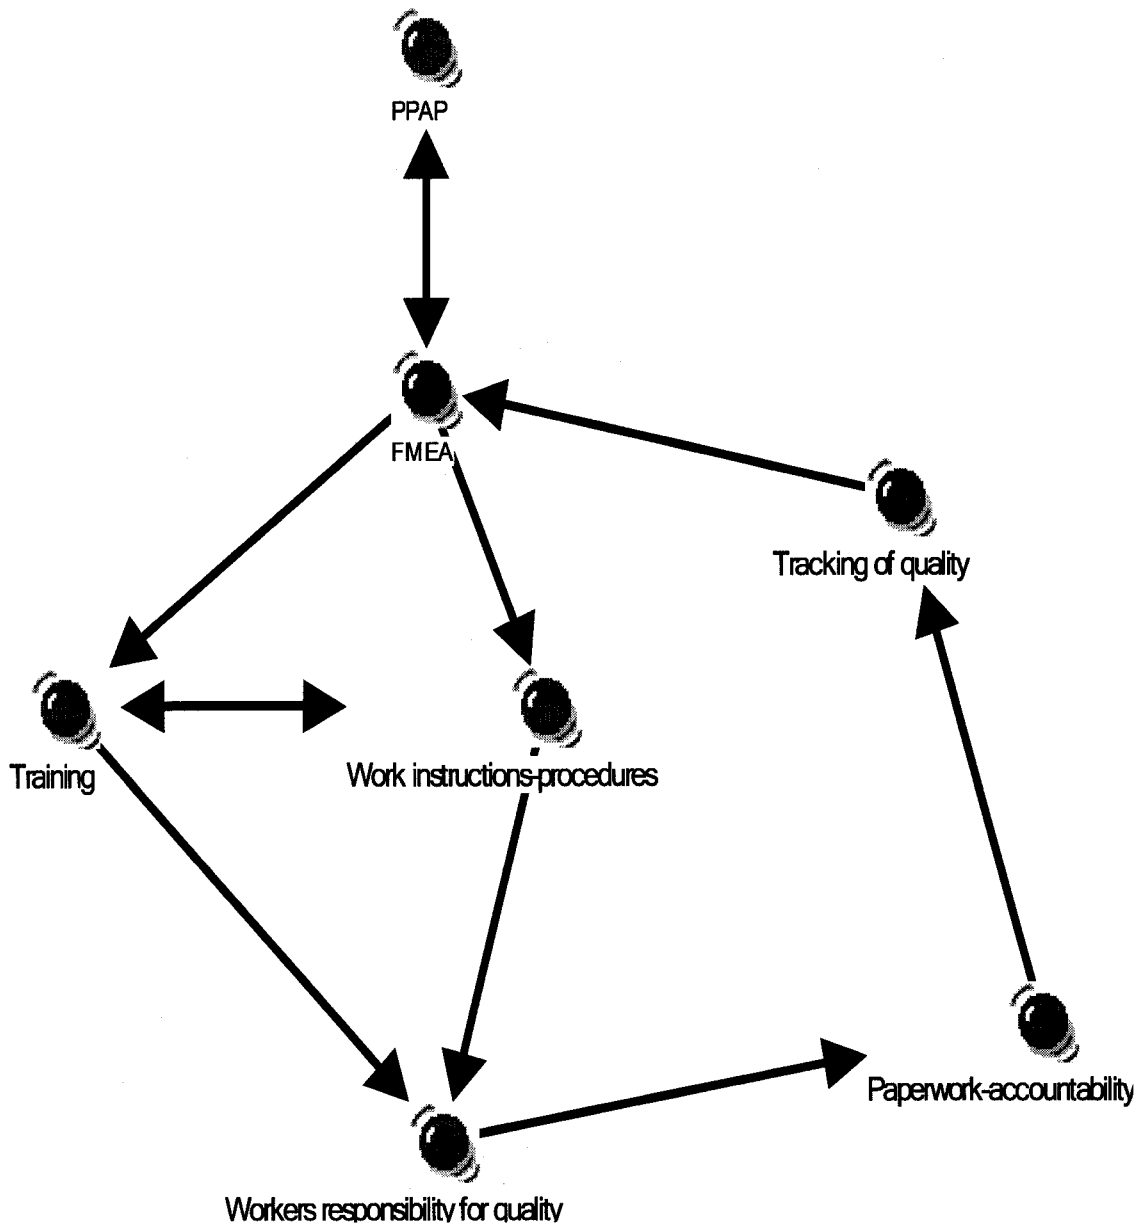 PPAP
FMEA
Tracking of quality
Training
Work instructions-procedures
Paperwork-accountability
Workers responsibility for quality